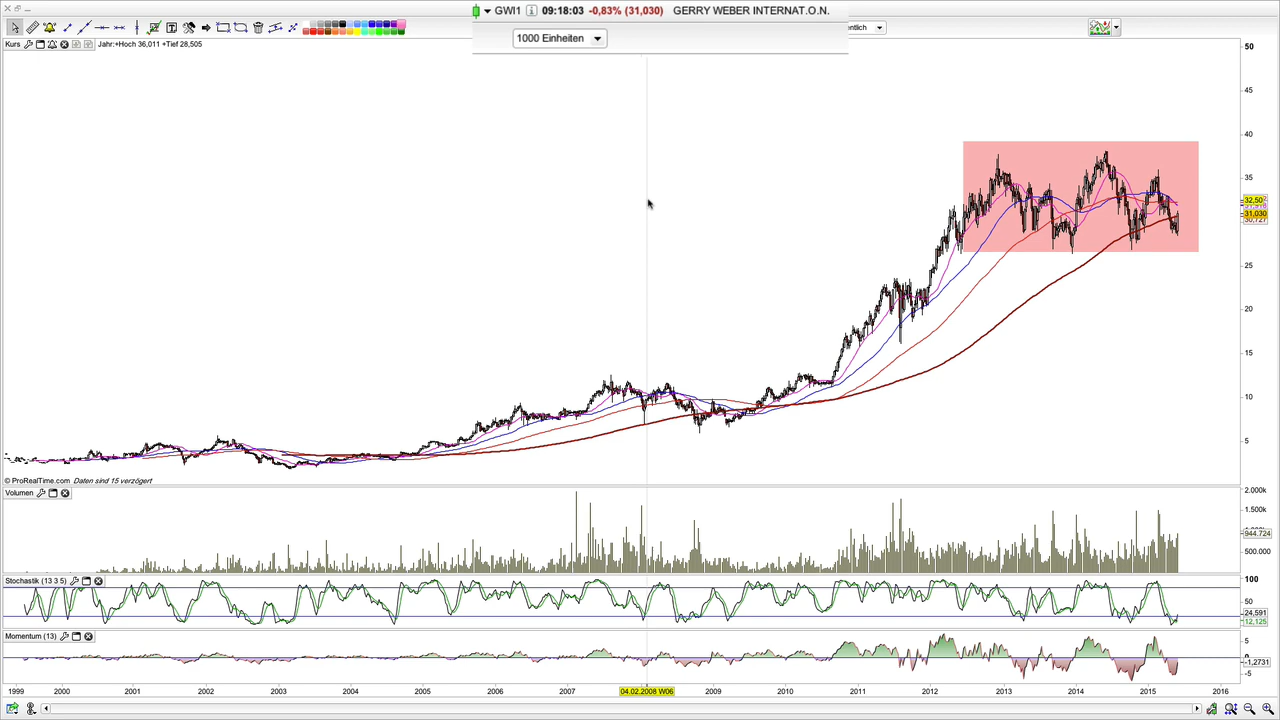 GWI1 09:18:03 -0,83% (31,030) GERRY WEBER INTERNAT.O.N.
1000 Einheiten
entlich
Kurs
Jahr:+Hoch 36,011 +Tief 28,505
50
45
40
35
32,50
31,030
30,727
25
20
15
10
5
© ProRealTime.com Daten sind 15 verzögert
Volumen
2.000k
1.500k
944.724
500.000
Stochastik (13 3 5)
100
50
24,591
12,125
Momentum (13)
5
0
-1,2731
-5
1999 2000 2001 2002 2003 2004 2005 2006 2007 04.02.2008 W06 2009 2010 2011 2012 2013 2014 2015 2016